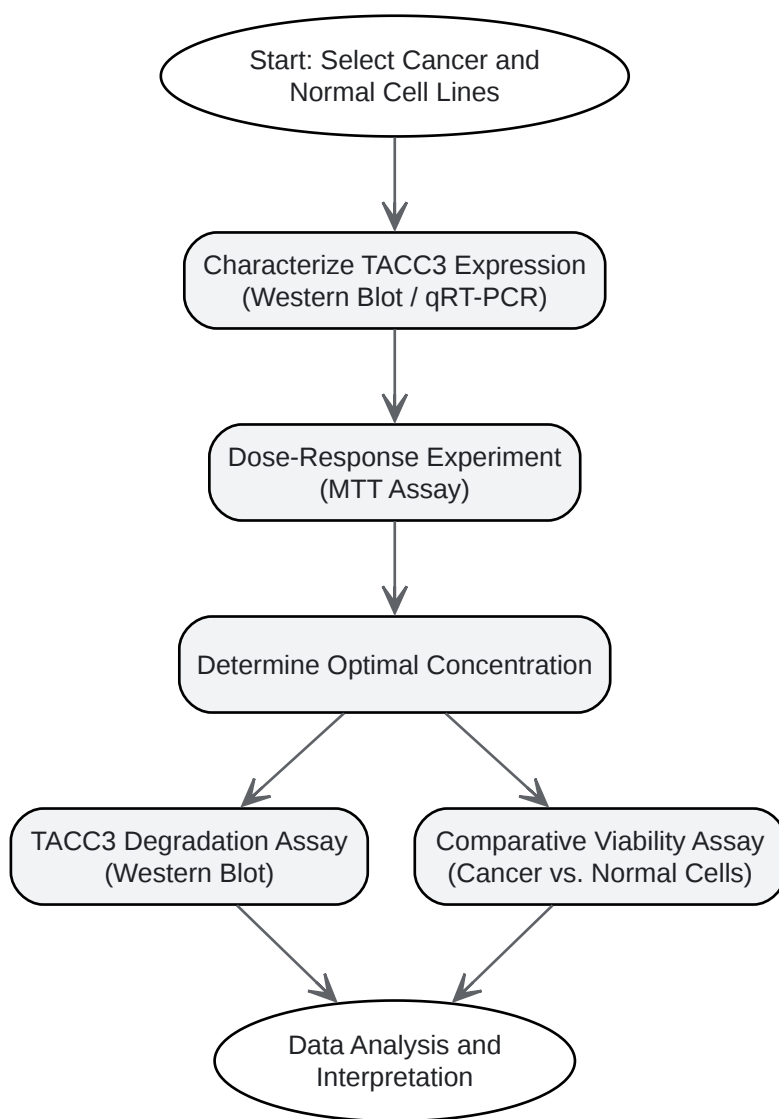 Start: Select Cancer and
Normal Cell Lines
Characterize TACC3 Expression
(Western Blot / qRT-PCR)
Dose-Response Experiment
(MTT Assay)
Determine Optimal Concentration
TACC3 Degradation Assay
(Western Blot)
Comparative Viability Assay
(Cancer vs. Normal Cells)
Data Analysis and
Interpretation